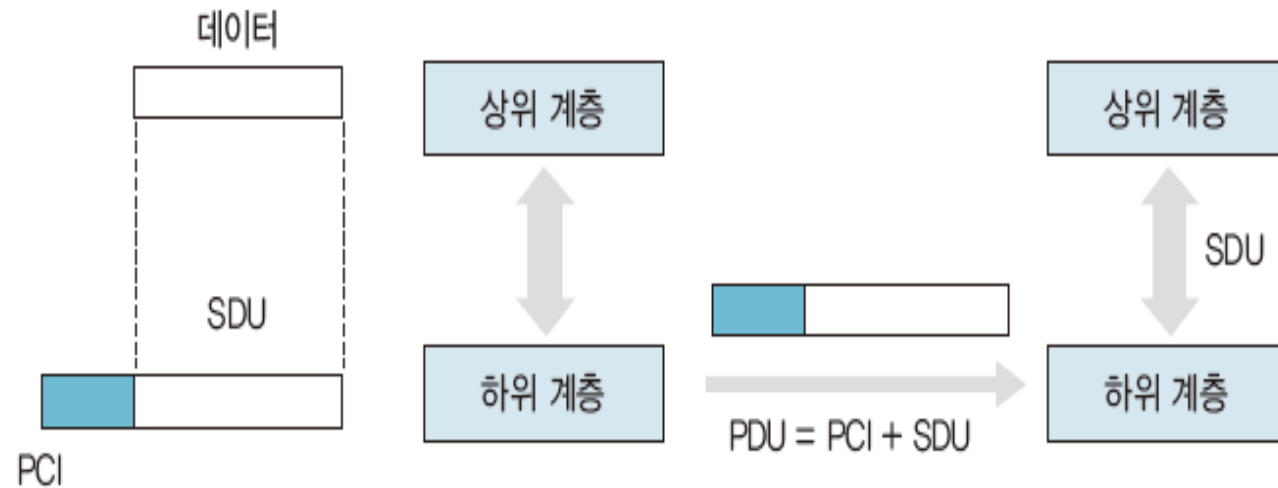 데이터
상위 계층
상위 계층
SDU
SDU
하위 계층
하위 계층
PDU = PCI + SDU
PCI